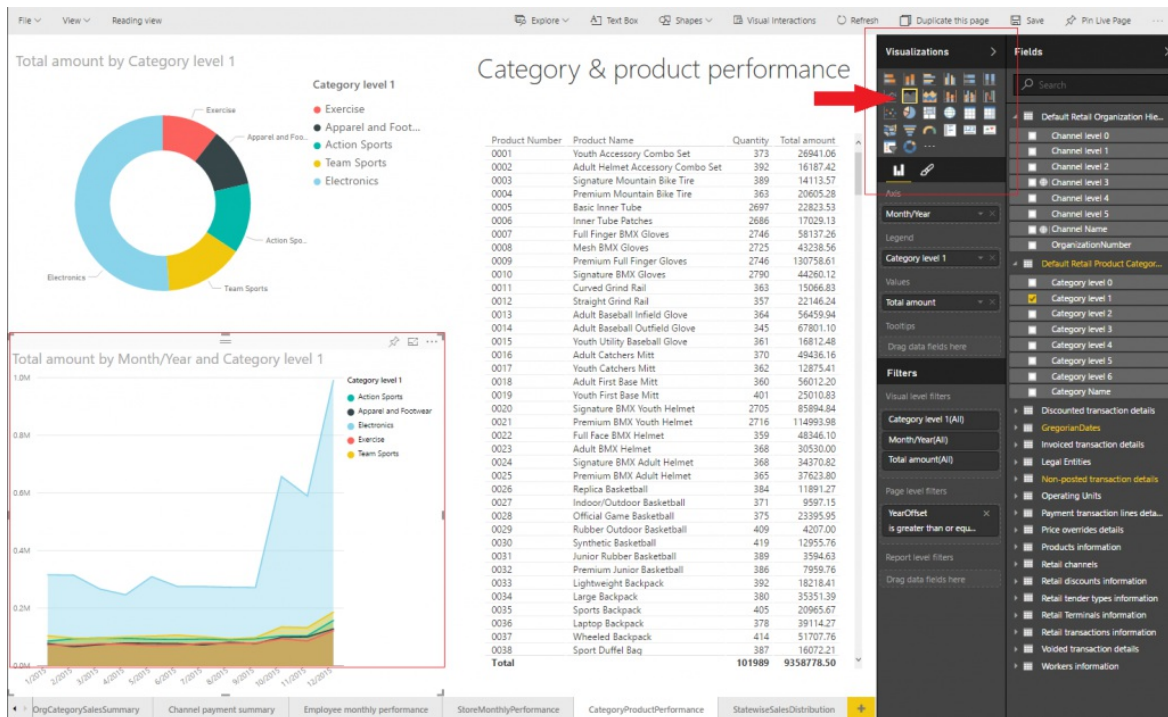 File View Reading view Explore Text Box Shapes Visual Interactions Refresh Duplicate this page Save Pin Live Page ...
Total amount by Category level 1
Category level 1
Exercise
Apparel and Foot...
Action Sports
Team Sports
Electronics
Exercise
Apparel and Foo...
Action Spo...
Team Sports
Electronics
Total amount by Month/Year and Category level 1
1.0M
0.8M
0.6M
0.4M
0.2M
0.0M
1/2015 2/2015 3/2015 4/2015 5/2015 6/2015 7/2015 8/2015 9/2015 10/2015 11/2015 12/2015
Category level 1
Action Sports
Apparel and Footwear
Electronics
Exercise
Team Sports
Category & product performance
Product Number Product Name Quantity Total amount
0001 Youth Accessory Combo Set 373 26941.06
0002 Adult Helmet Accessory Combo Set 392 16187.42
0003 Signature Mountain Bike Tire 389 14113.57
0004 Premium Mountain Bike Tire 363 20605.28
0005 Basic Inner Tube 2697 22823.53
0006 Inner Tube Patches 2686 17029.13
0007 Full Finger BMX Gloves 2746 58137.26
0008 Mesh BMX Gloves 2725 43238.56
0009 Premium Full Finger Gloves 2746 130758.61
0010 Signature BMX Gloves 2790 44260.12
0011 Curved Grind Rail 363 15066.83
0012 Straight Grind Rail 357 22146.24
0013 Adult Baseball Infield Glove 364 56459.94
0014 Adult Baseball Outfield Glove 345 67801.10
0015 Youth Utility Baseball Glove 361 16812.48
0016 Adult Catchers Mitt 370 49436.16
0017 Youth Catchers Mitt 362 12875.41
0018 Adult First Base Mitt 360 56012.20
0019 Youth First Base Mitt 401 25010.83
0020 Signature BMX Youth Helmet 2705 85894.84
0021 Premium BMX Youth Helmet 2716 114993.98
0022 Full Face BMX Helmet 359 48346.10
0023 Adult BMX Helmet 368 30530.00
0024 Signature BMX Adult Helmet 368 34370.82
0025 Premium BMX Adult Helmet 365 37623.80
0026 Replica Basketball 384 11891.27
0027 Indoor/Outdoor Basketball 371 9597.15
0028 Official Game Basketball 375 23395.95
0029 Rubber Outdoor Basketball 409 4207.00
0030 Synthetic Basketball 419 12955.76
0031 Junior Rubber Basketball 389 3594.63
0032 Premium Junior Basketball 386 7959.76
0033 Lightweight Backpack 392 18218.41
0034 Large Backpack 380 35351.39
0035 Sports Backpack 405 20965.67
0036 Laptop Backpack 378 39114.27
0037 Wheeled Backpack 414 51707.76
0038 Sport Duffel Bag 387 16072.21
Total 101989 9358778.50
Visualizations
Axis
Month/Year
Legend
Category level 1
Values
Total amount
Tooltips
Drag data fields here
Filters
Visual level filters
Category level 1(All)
Month/Year(All)
Total amount(All)
Page level filters
YearOffset
is greater than or equ...
Report level filters
Drag data fields here
Fields
Search
Default Retail Organization Hie...
Channel level 0
Channel level 1
Channel level 2
Channel level 3
Channel level 4
Channel level 5
Channel Name
OrganizationNumber
Default Retail Product Categor...
Category level 0
Category level 1
Category level 2
Category level 3
Category level 4
Category level 5
Category level 6
Category Name
Discounted transaction details
GregorianDates
Invoiced transaction details
Legal Entities
Non-posted transaction details
Operating Units
Payment transaction lines deta...
Price overrides details
Products information
Retail channels
Retail discounts information
Retail tender types information
Retail Terminals information
Retail transactions information
Voided transaction details
Workers information
OrgCategorySalesSummary Channel payment summary Employee monthly performance StoreMonthlyPerformance CategoryProductPerformance StatewiseSalesDistribution +